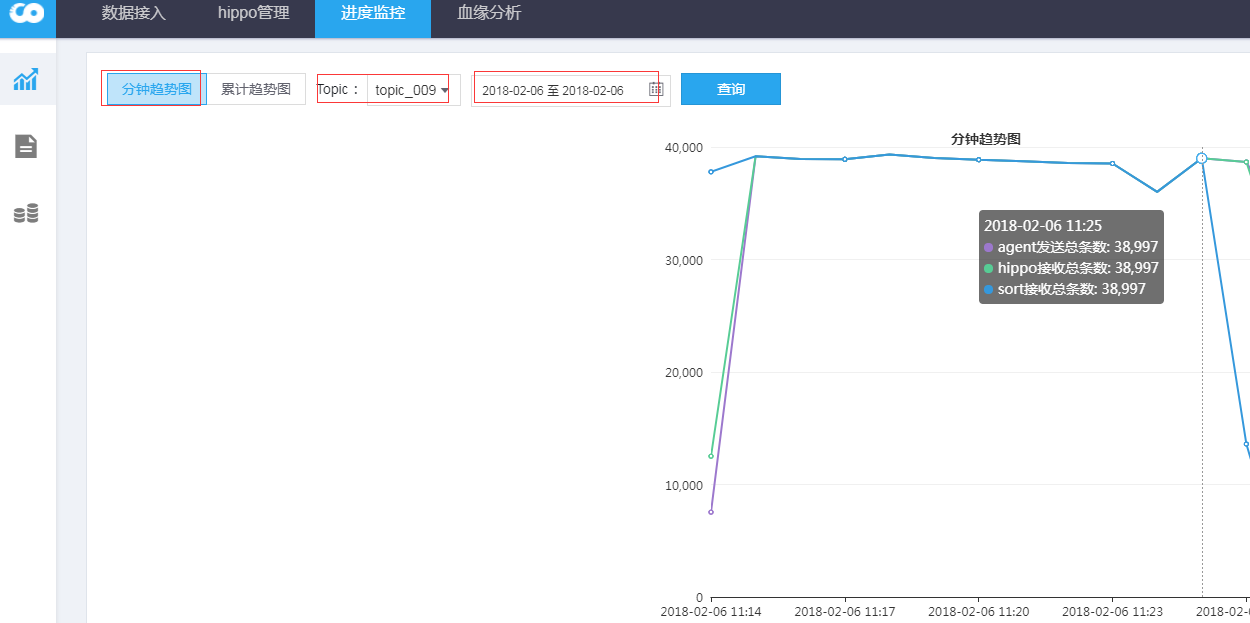 数据接入 hippo管理 进度监控 血缘分析
分钟趋势图 累计趋势图 Topic： topic_009 2018-02-06 至 2018-02-06 查询
分钟趋势图
40,000
30,000
20,000
10,000
0
2018-02-06 11:25
agent发送总条数: 38,997
hippo接收总条数: 38,997
sort接收总条数: 38,997
2018-02-06 11:14 2018-02-06 11:17 2018-02-06 11:20 2018-02-06 11:23 2018-02-0